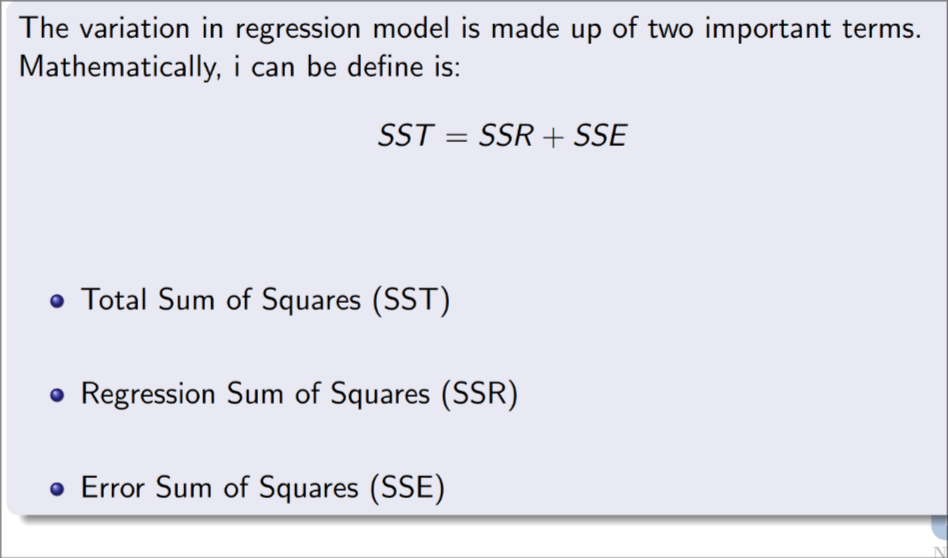 The variation in regression model is made up of two important terms.
Mathematically, i can be define is:
SST = SSR + SSE
Total Sum of Squares (SST)
Regression Sum of Squares (SSR)
Error Sum of Squares (SSE)